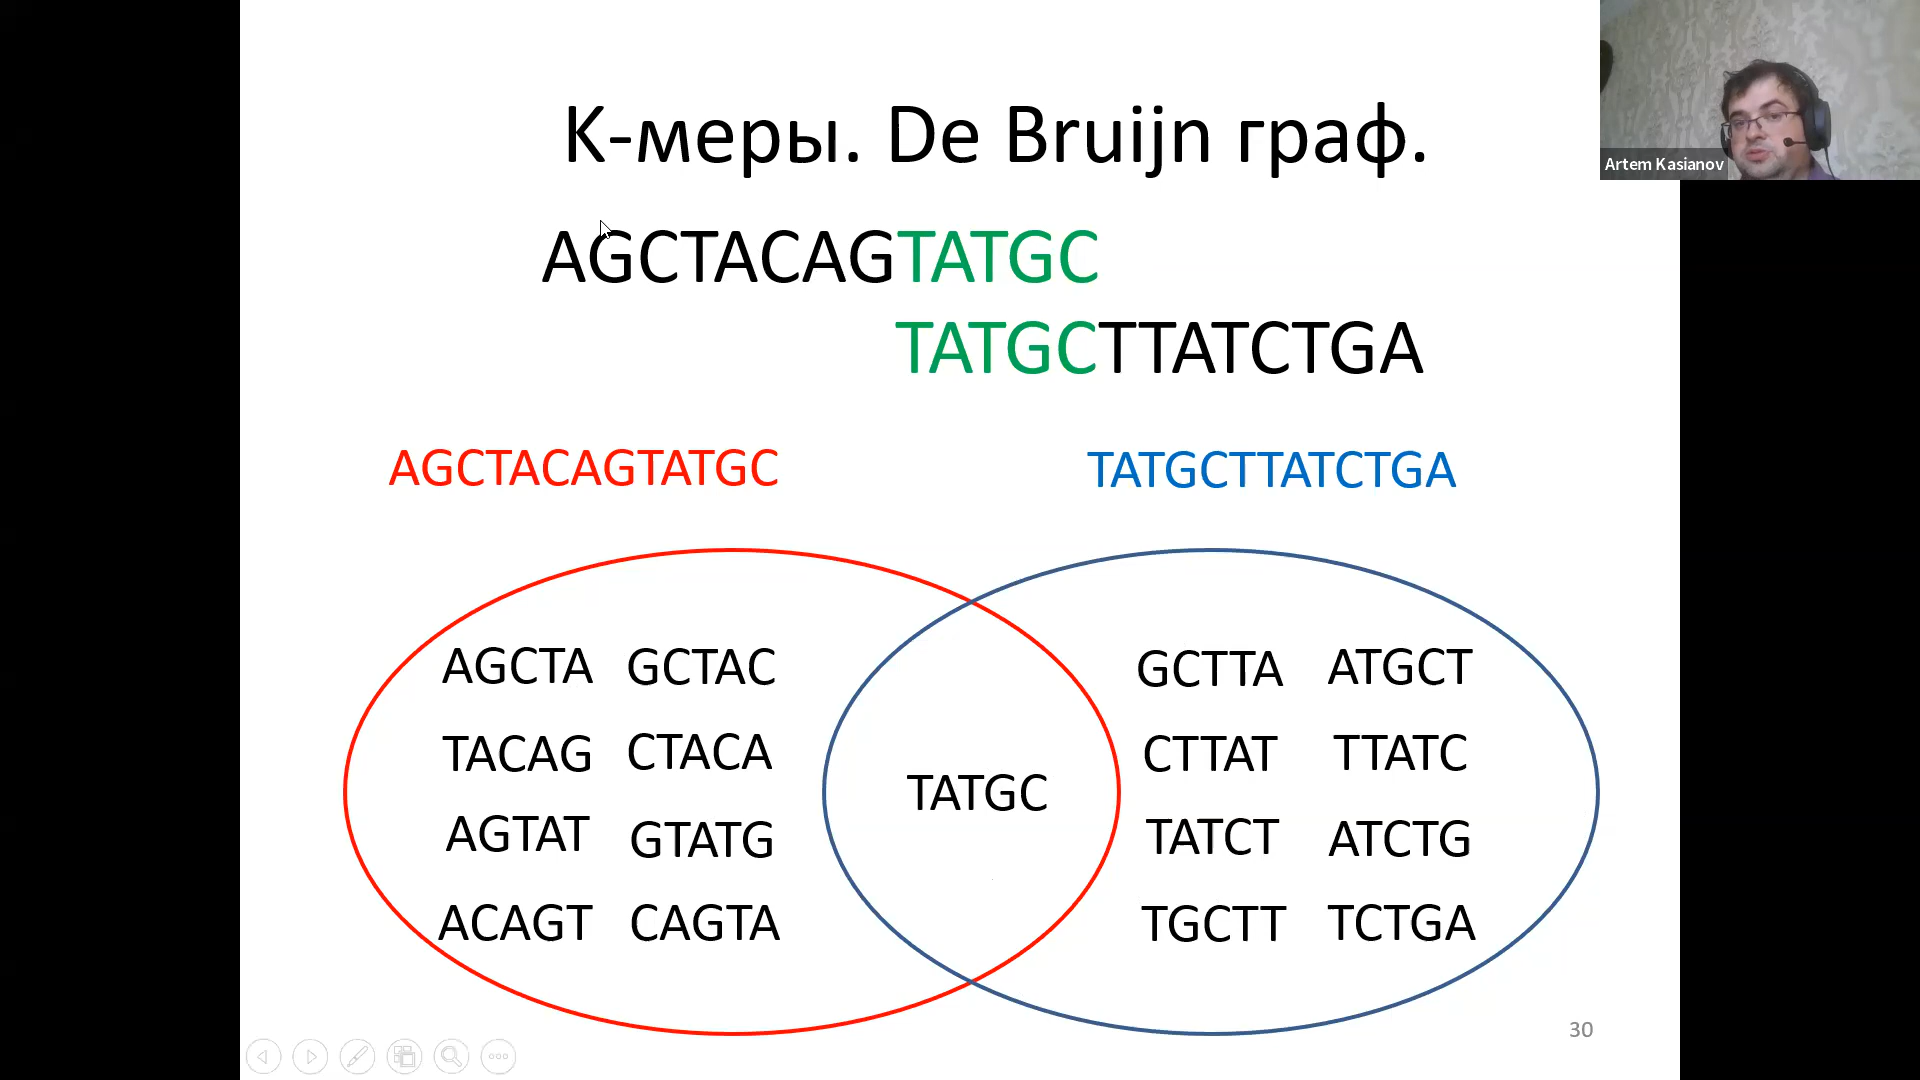 К-меры. De Bruijn граф.
Artem Kasianov
AGCTACAGTATGC
TATGCTTATCTGA
AGCTACAGTATGC TATGCTTATCTGA
AGCTA GCTAC GCTTA ATGCT
TACAG CTACA CTTAT TTATC
TATGC
AGTAT GTATG TATCT ATCTG
ACAGT CAGTA TGCTT TCTGA
30